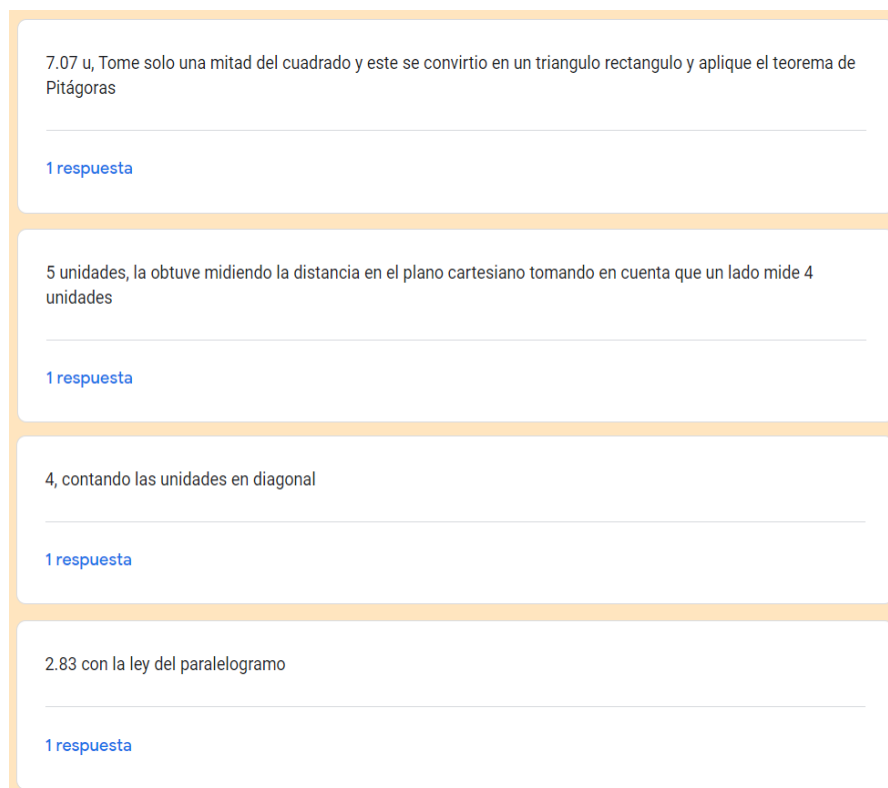 7.07 u, Tome solo una mitad del cuadrado y este se convirtio en un triangulo rectangulo y aplique el teorema de
Pitágoras
1 respuesta
5 unidades, la obtuve midiendo la distancia en el plano cartesiano tomando en cuenta que un lado mide 4
unidades
1 respuesta
4, contando las unidades en diagonal
1 respuesta
2.83 con la ley del paralelogramo
1 respuesta